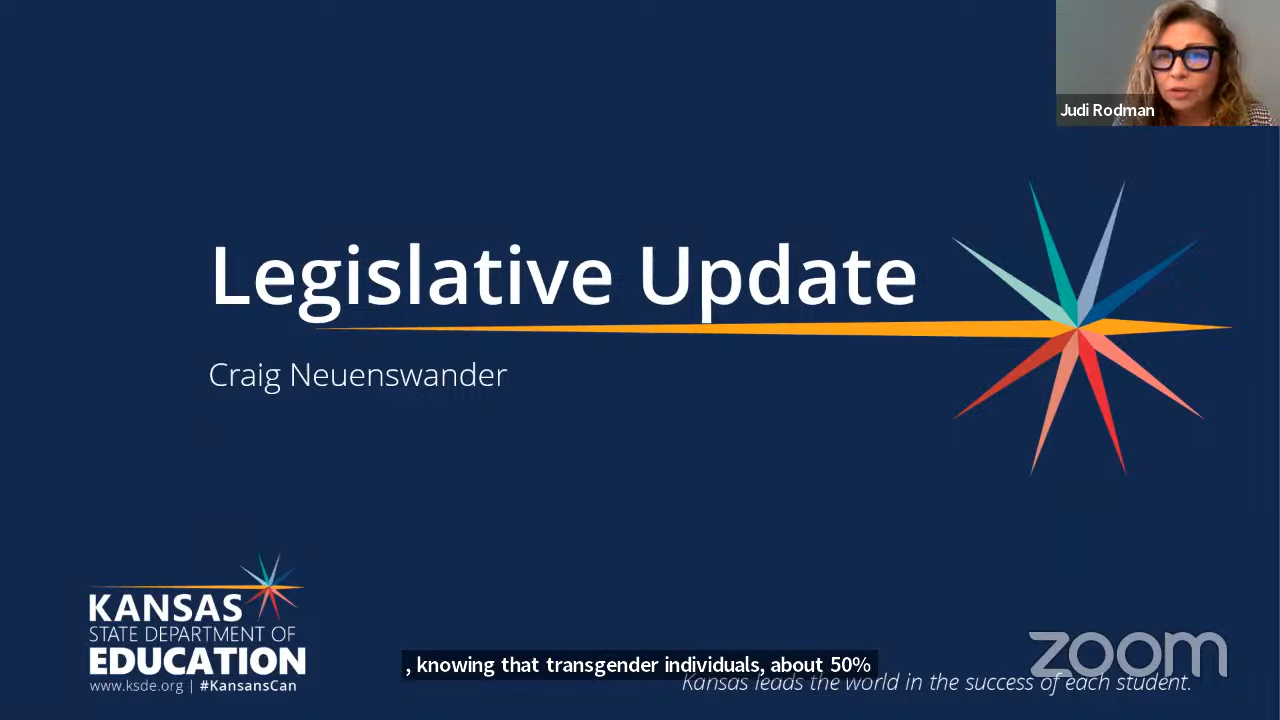 Judi Rodman
Legislative Update
Craig Neuenswander
KANSAS
STATE DEPARTMENT OF
EDUCATION
www.ksde.org | #KansansCan
, knowing that transgender individuals, about 50%
Kansas leads the world in the success of each student.
zoom